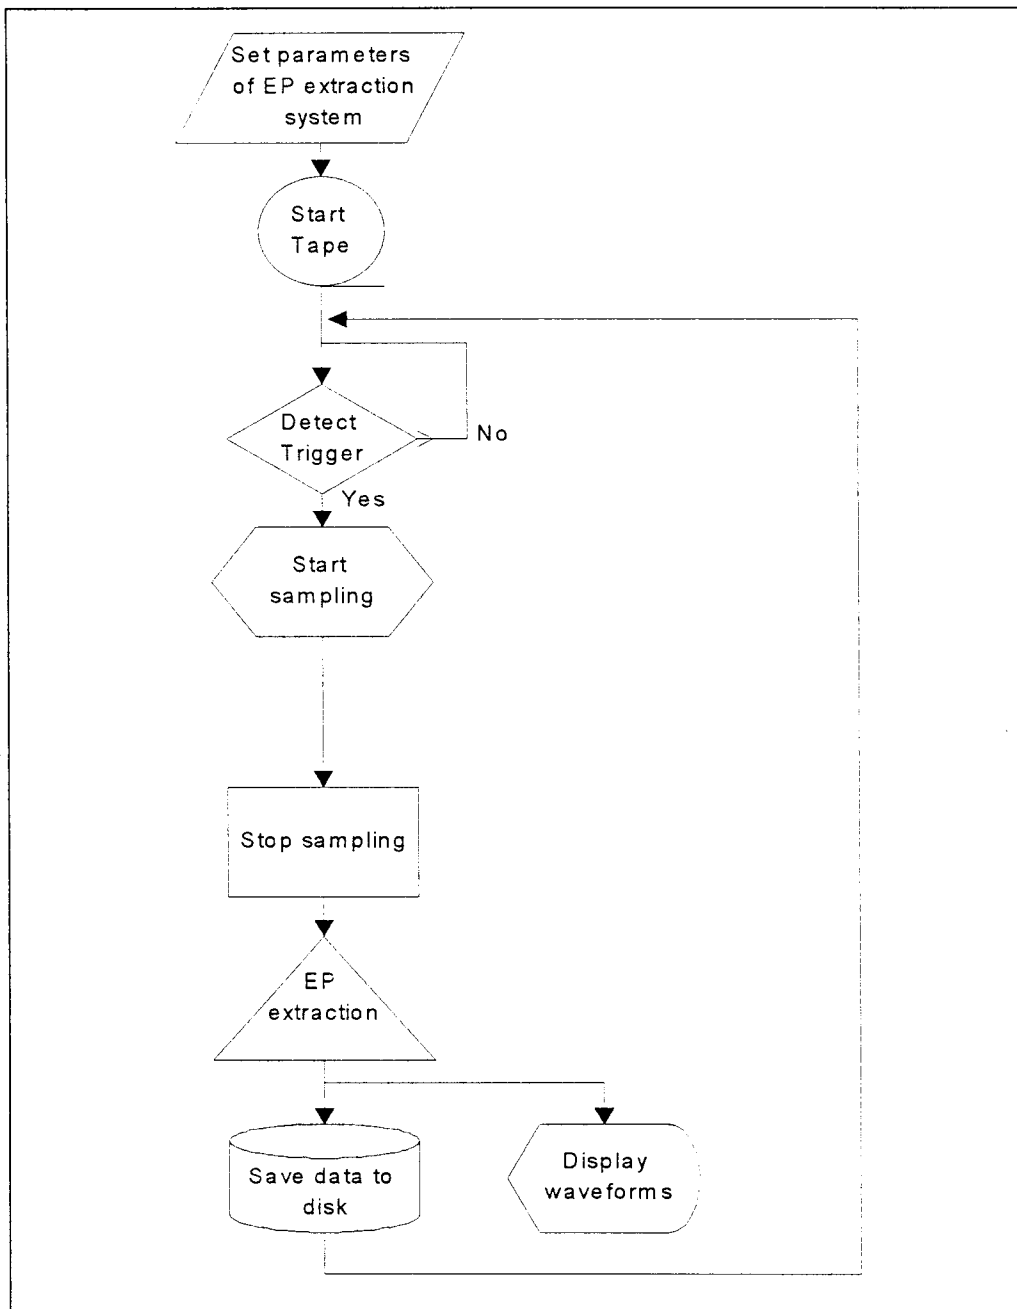 Set parameters
of EP extraction
system
Start
Tape
Detect
Trigger
No
Yes
Start
sampling
Stop sampling
EP
extraction
Save data to
disk
Display
waveforms